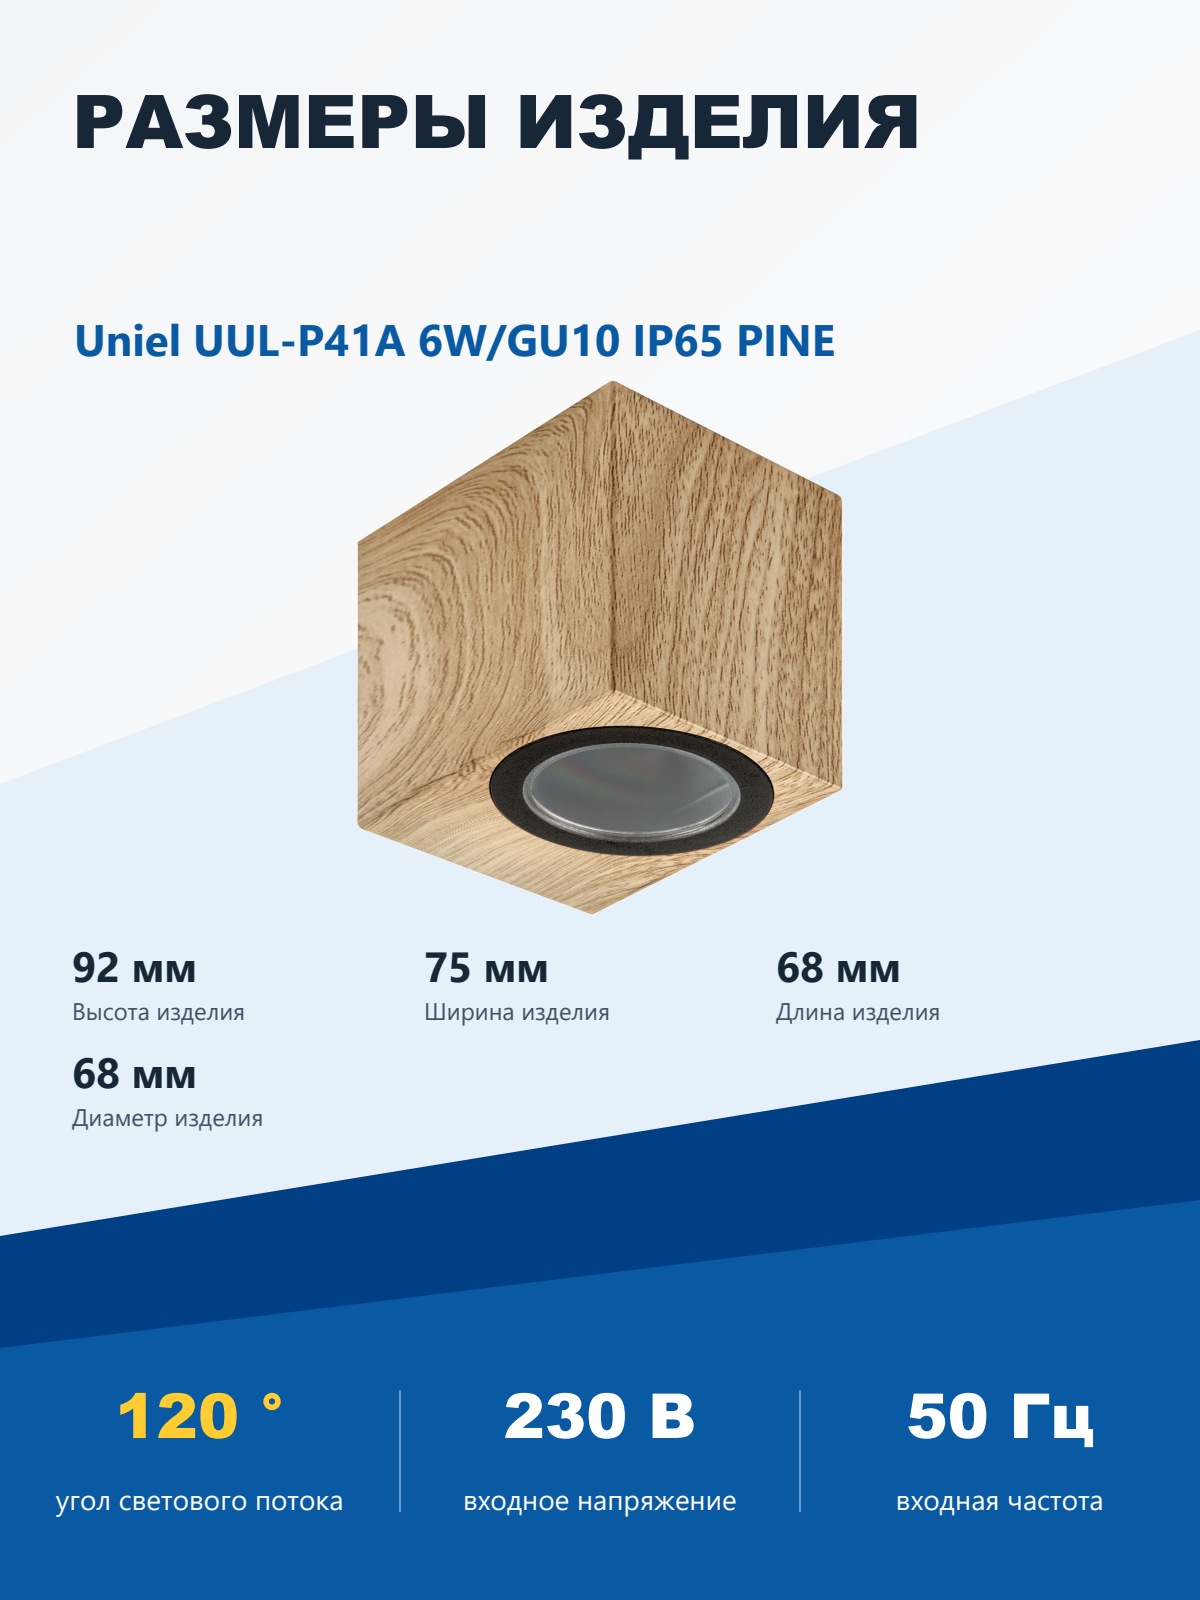 РАЗМЕРЫ ИЗДЕЛИЯ
Uniel UUL-P41A 6W/GU10 IP65 PINE
92 мм
Высота изделия
75 мм
Ширина изделия
68 мм
Длина изделия
68 мм
Диаметр изделия
120 °
угол светового потока
230 В
входное напряжение
50 Гц
входная частота